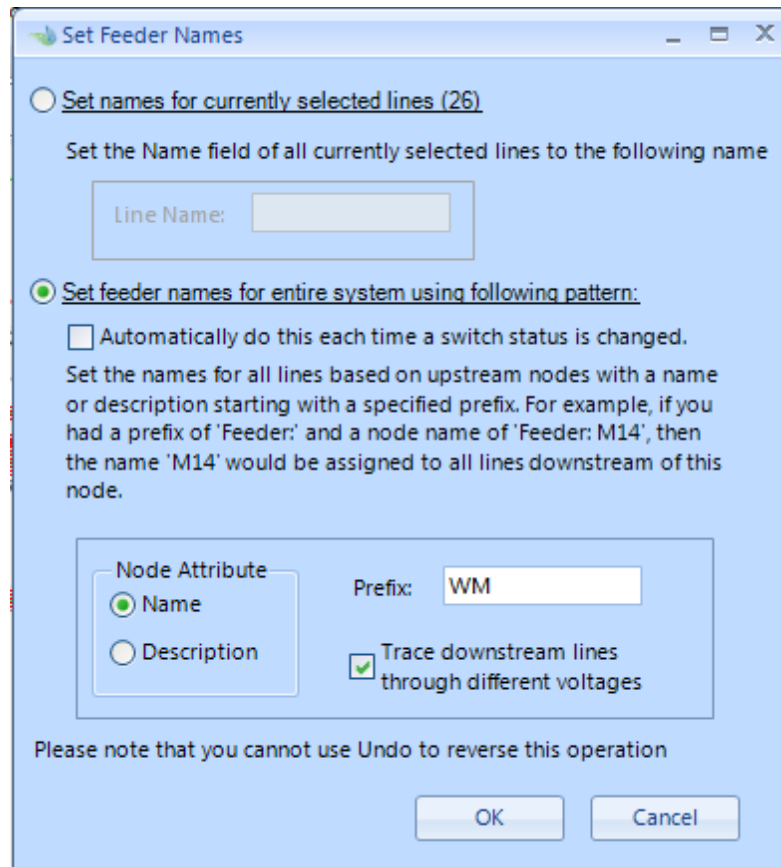 Set Feeder Names
Set names for currently selected lines (26)
Set the Name field of all currently selected lines to the following name
Line Name:
Set feeder names for entire system using following pattern:
Automatically do this each time a switch status is changed.
Set the names for all lines based on upstream nodes with a name
or description starting with a specified prefix. For example, if you
had a prefix of 'Feeder:' and a node name of 'Feeder: M14', then
the name 'M14' would be assigned to all lines downstream of this
node.
Node Attribute
Name
Description
Prefix:
WM
Trace downstream lines
through different voltages
Please note that you cannot use Undo to reverse this operation
OK
Cancel